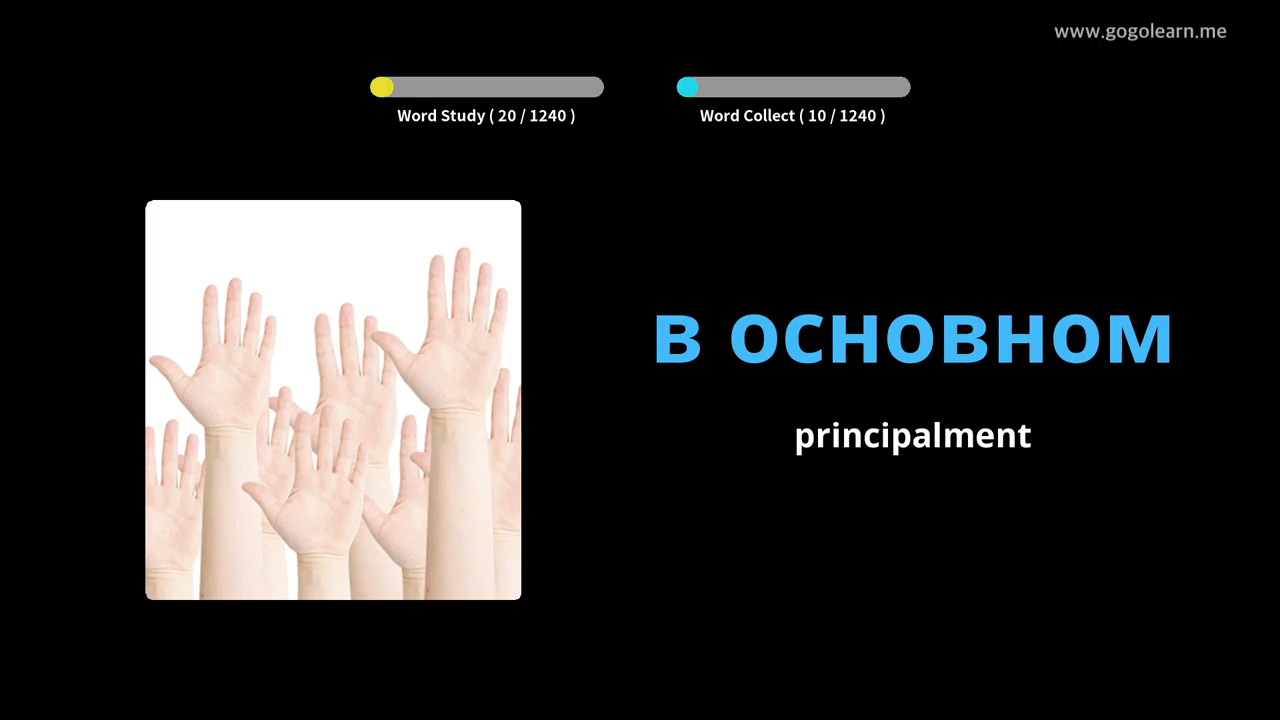 www.gogolearn.me
Word Study ( 20 / 1240 )
Word Collect ( 10 / 1240 )
в основном
principalment